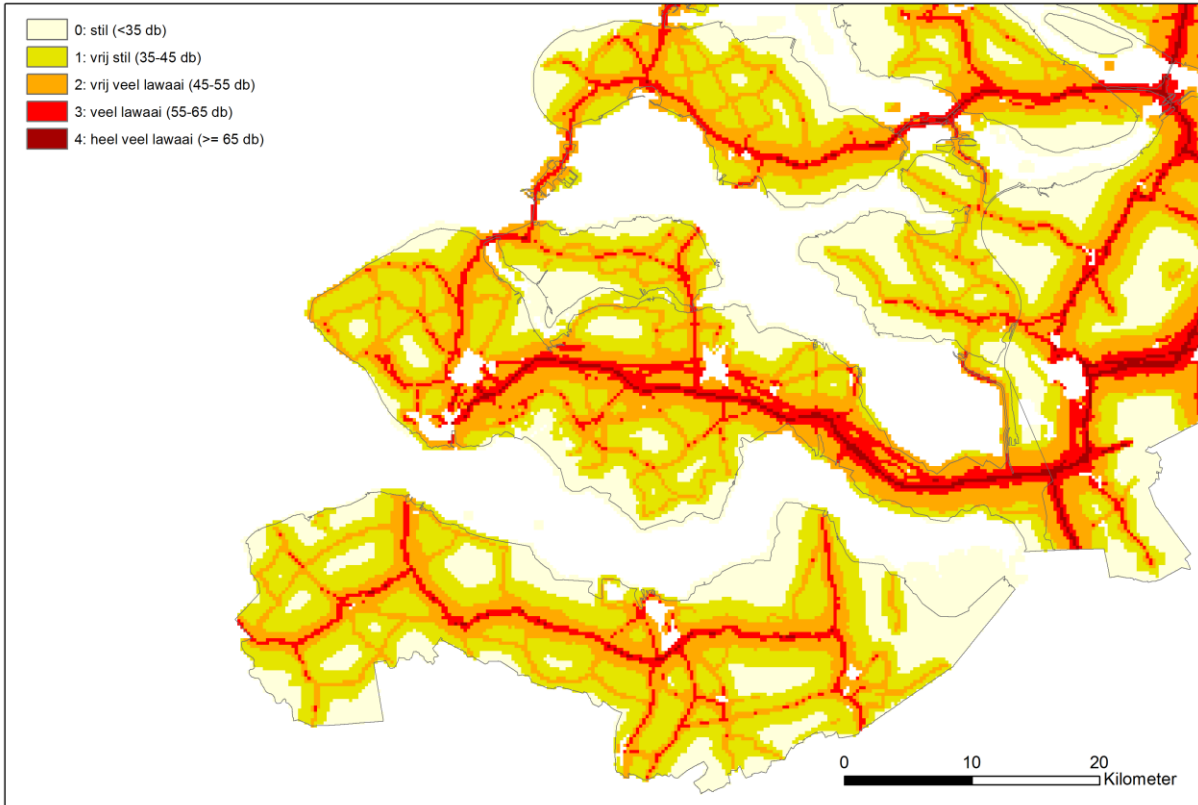 0: stil (<35 db)
1: vrij stil (35-45 db)
2: vrij veel lawaai (45-55 db)
3: veel lawaai (55-65 db)
4: heel veel lawaai (>= 65 db)
0 10 20
Kilometer